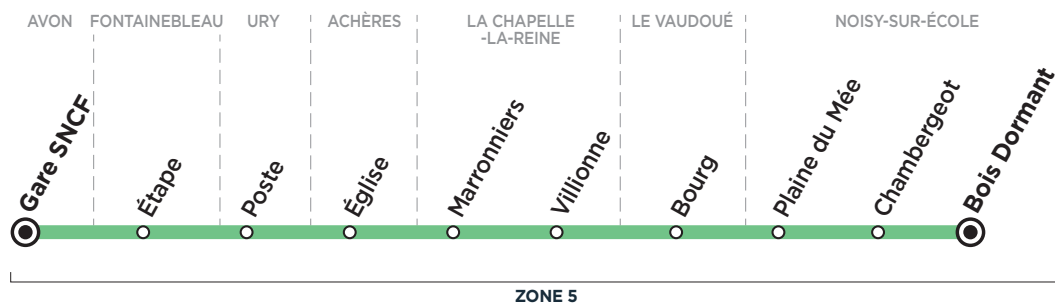 AVON
FONTAINEBLEAU
URY
ACHÈRES
LA CHAPELLE
-LA-REINE
LE VAUDOUÉ
NOISY-SUR-ÉCOLE
Gare SNCF
Étape
Poste
Église
Marronniers
Villionne
Bourg
Plaine du Mée
Chambergeot
Bois Dormant
ZONE 5